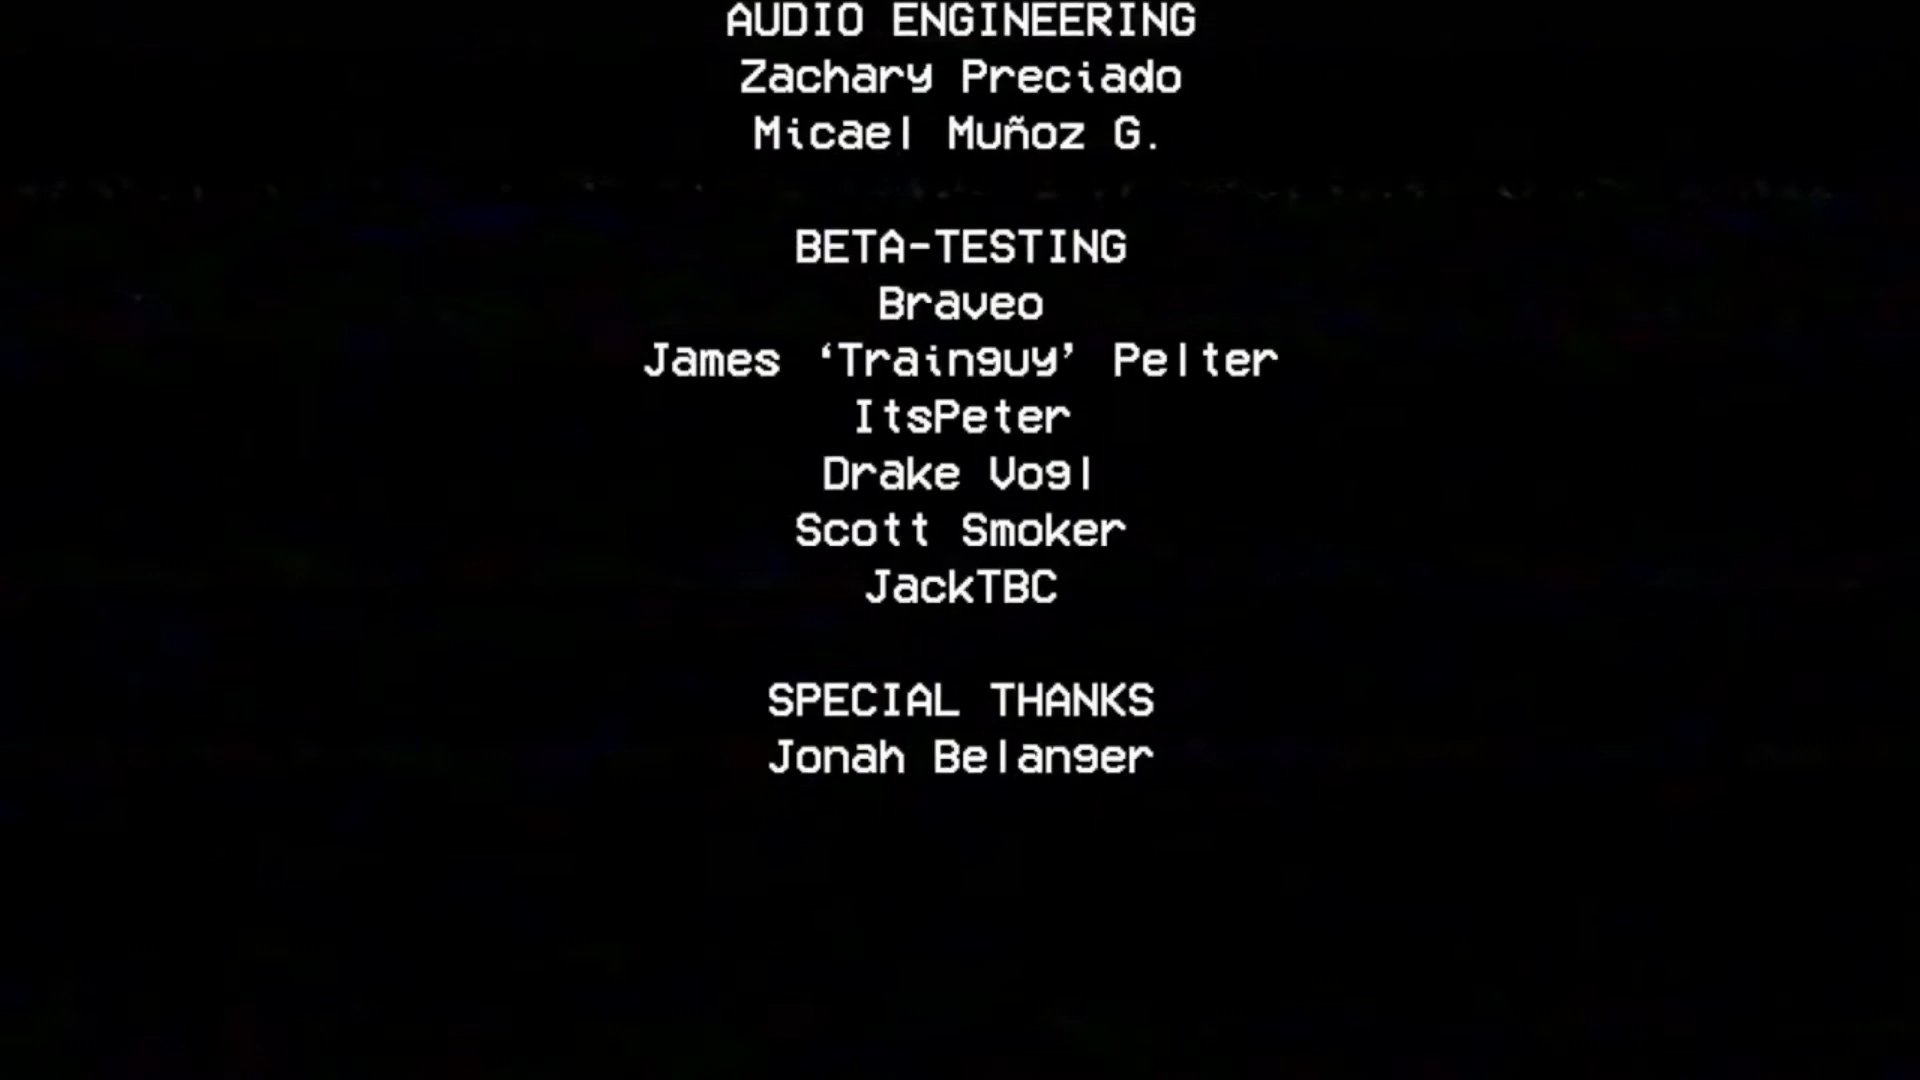 AUDIO ENGINEERING
Zachary Preciado
Micael Muñoz G.
BETA-TESTING
Braveo
James ‘Trainguy’ Pelter
ItsPeter
Drake Vogl
Scott Smoker
JackTBC
SPECIAL THANKS
Jonah Belanger